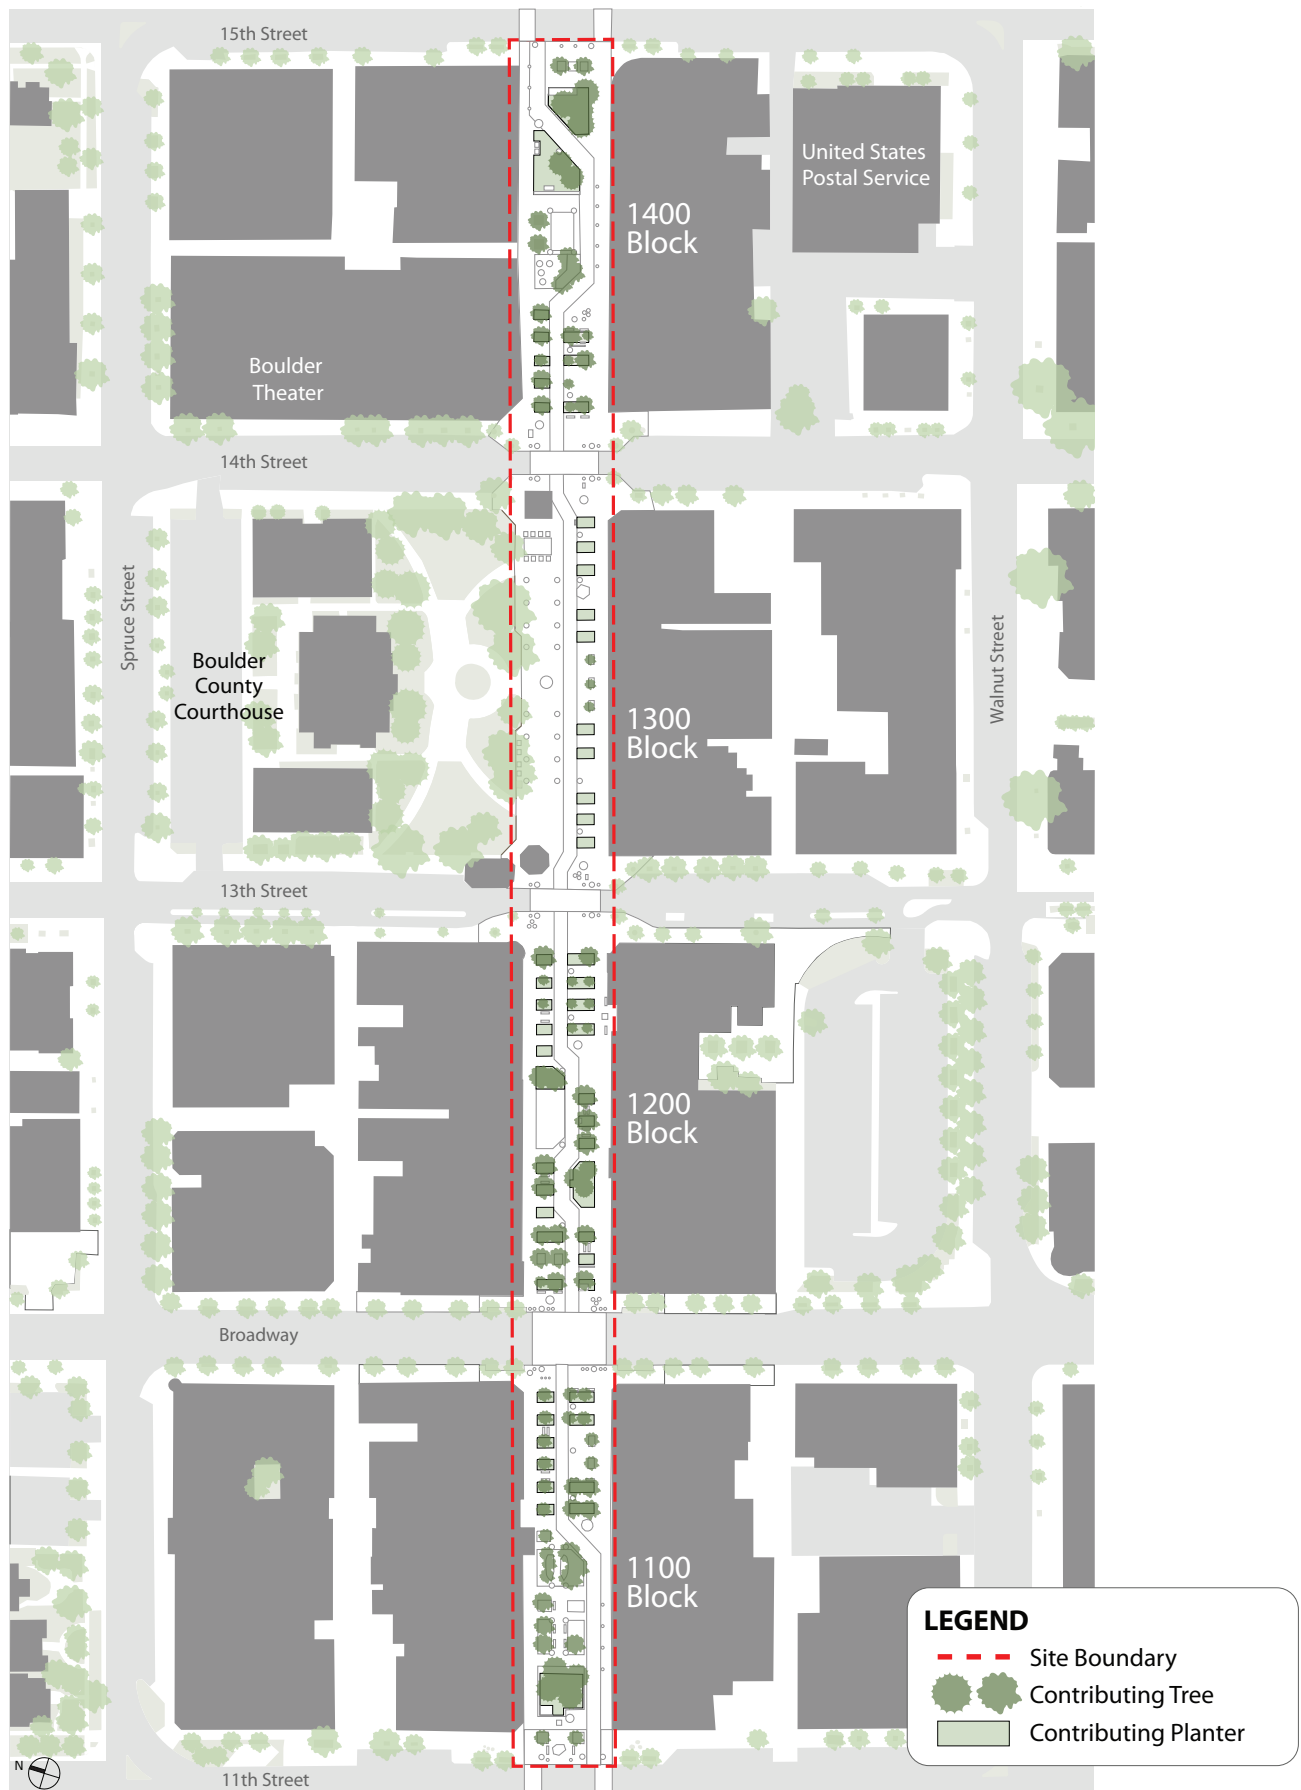 15th Street
United States
Postal Service
1400
Block
Boulder
Theater
14th Street
Spruce Street
Boulder
County
Courthouse
1300
Block
Walnut Street
13th Street
1200
Block
Broadway
1100
Block
LEGEND
Site Boundary
Contributing Tree
Contributing Planter
N
11th Street